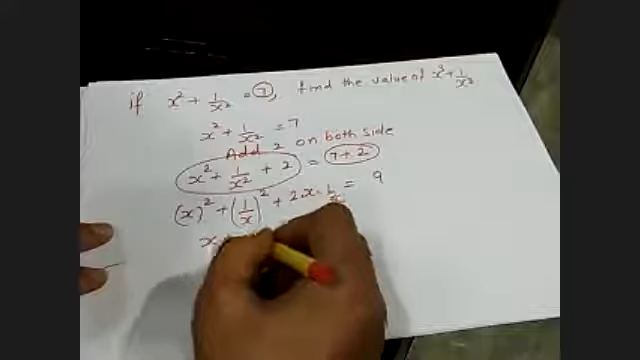 if x² + 1/x² = 7, find the value of x³ + 1/x³
x² + 1/x² = 7
Add 2 on both side
x² + 1/x² + 2 = 7 + 2
(x)² + (1/x)² + 2·x·1/x = 9
x